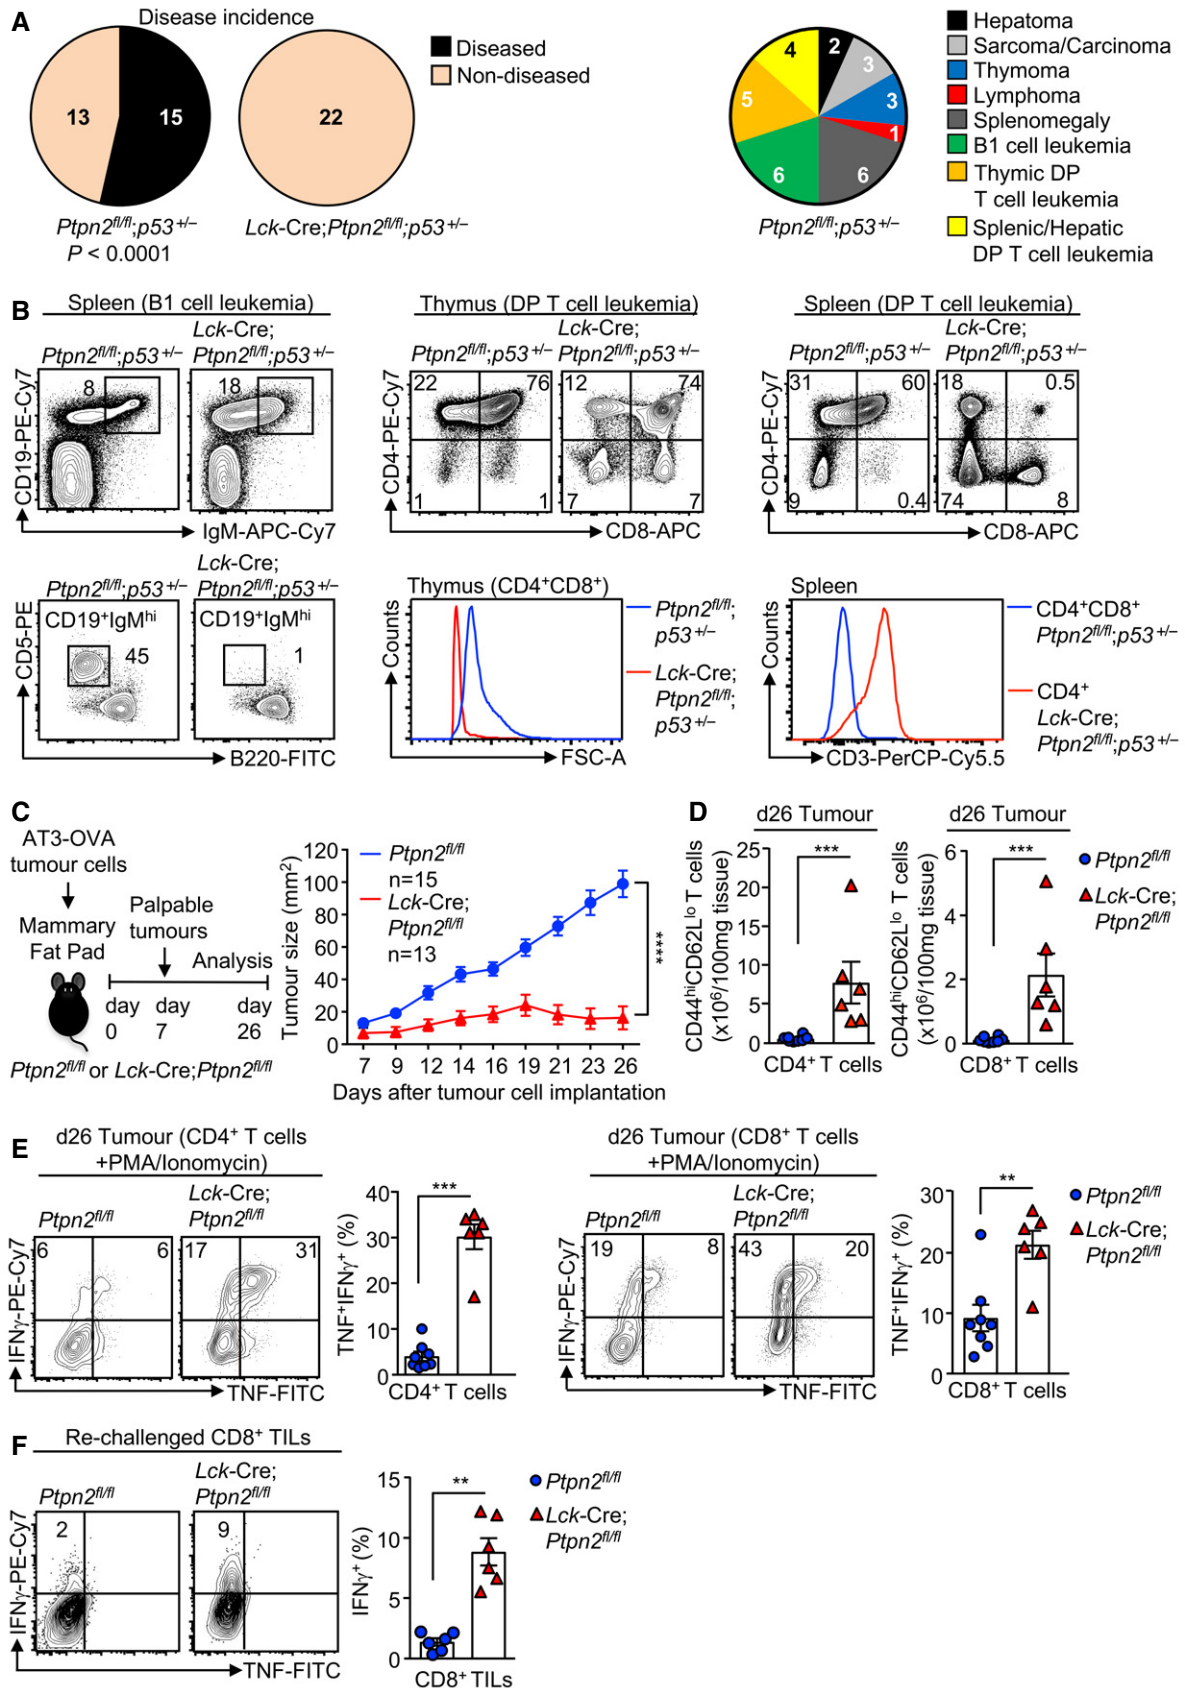 A
Disease incidence
13
15
22
Diseased
Non-diseased
Ptpn2fl/fl;p53+/–
P < 0.0001
Lck-Cre;Ptpn2fl/fl;p53+/–
4
2
3
3
1
6
6
5
Ptpn2fl/fl;p53+/–
Hepatoma
Sarcoma/Carcinoma
Thymoma
Lymphoma
Splenomegaly
B1 cell leukemia
Thymic DP
T cell leukemia
Splenic/Hepatic
DP T cell leukemia
B
Spleen (B1 cell leukemia)
Ptpn2fl/fl;p53+/–
Lck-Cre;
Ptpn2fl/fl;p53+/–
8
18
CD19-PE-Cy7
IgM-APC-Cy7
Thymus (DP T cell leukemia)
Ptpn2fl/fl;p53+/–
Lck-Cre;
Ptpn2fl/fl;p53+/–
22
76
1
1
12
74
7
7
CD4-PE-Cy7
CD8-APC
Spleen (DP T cell leukemia)
Ptpn2fl/fl;p53+/–
Lck-Cre;
Ptpn2fl/fl;p53+/–
31
60
9
0.4
18
0.5
74
8
CD4-PE-Cy7
CD8-APC
Ptpn2fl/fl;p53+/–
Lck-Cre;
Ptpn2fl/fl;p53+/–
CD19+IgMhi
45
CD19+IgMhi
1
CD5-PE
B220-FITC
Thymus (CD4+CD8+)
Counts
FSC-A
Ptpn2fl/fl;
p53+/–
Lck-Cre;
Ptpn2fl/fl;
p53+/–
Spleen
Counts
CD3-PerCP-Cy5.5
CD4+CD8+
Ptpn2fl/fl;p53+/–
CD4+
Lck-Cre;
Ptpn2fl/fl;p53+/–
C
AT3-OVA
tumour cells
Mammary
Fat Pad
Palpable
tumours
Analysis
day
0
day
7
day
26
Ptpn2fl/fl or Lck-Cre;Ptpn2fl/fl
Tumour size (mm2)
120
100
80
60
40
20
0
Ptpn2fl/fl
n=15
Lck-Cre;
Ptpn2fl/fl
n=13
****
7 9 12 14 16 19 21 23 26
Days after tumour cell implantation
D
d26 Tumour
CD44hiCD62Llo T cells
(x106/100mg tissue)
25
20
15
10
5
0
***
CD4+ T cells
d26 Tumour
CD44hiCD62Llo T cells
(x106/100mg tissue)
6
4
2
0
***
CD8+ T cells
Ptpn2fl/fl
Lck-Cre;
Ptpn2fl/fl
E
d26 Tumour (CD4+ T cells
+PMA/Ionomycin)
Ptpn2fl/fl
Lck-Cre;
Ptpn2fl/fl
6
6
17
31
IFNγ-PE-Cy7
TNF-FITC
TNF+IFNγ+ (%)
40
30
20
10
0
***
CD4+ T cells
d26 Tumour (CD8+ T cells
+PMA/Ionomycin)
Ptpn2fl/fl
Lck-Cre;
Ptpn2fl/fl
19
8
43
20
IFNγ-PE-Cy7
TNF-FITC
TNF+IFNγ+ (%)
30
20
10
0
**
CD8+ T cells
Ptpn2fl/fl
Lck-Cre;
Ptpn2fl/fl
F
Re-challenged CD8+ TILs
Ptpn2fl/fl
Lck-Cre;
Ptpn2fl/fl
2
9
IFNγ-PE-Cy7
TNF-FITC
IFNγ+ (%)
15
10
5
0
**
CD8+ TILs
Ptpn2fl/fl
Lck-Cre;
Ptpn2fl/fl